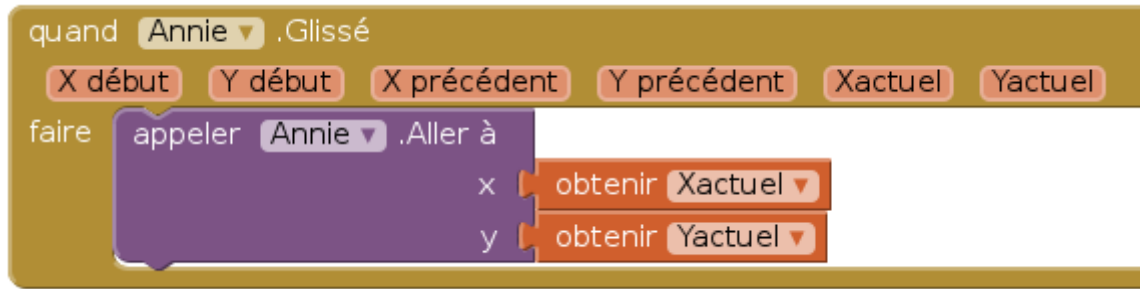 quand Annie .Glissé
X début Y début X précédent Y précédent Xactuel Yactuel
faire appeler Annie .Aller à
x obtenir Xactuel
y obtenir Yactuel